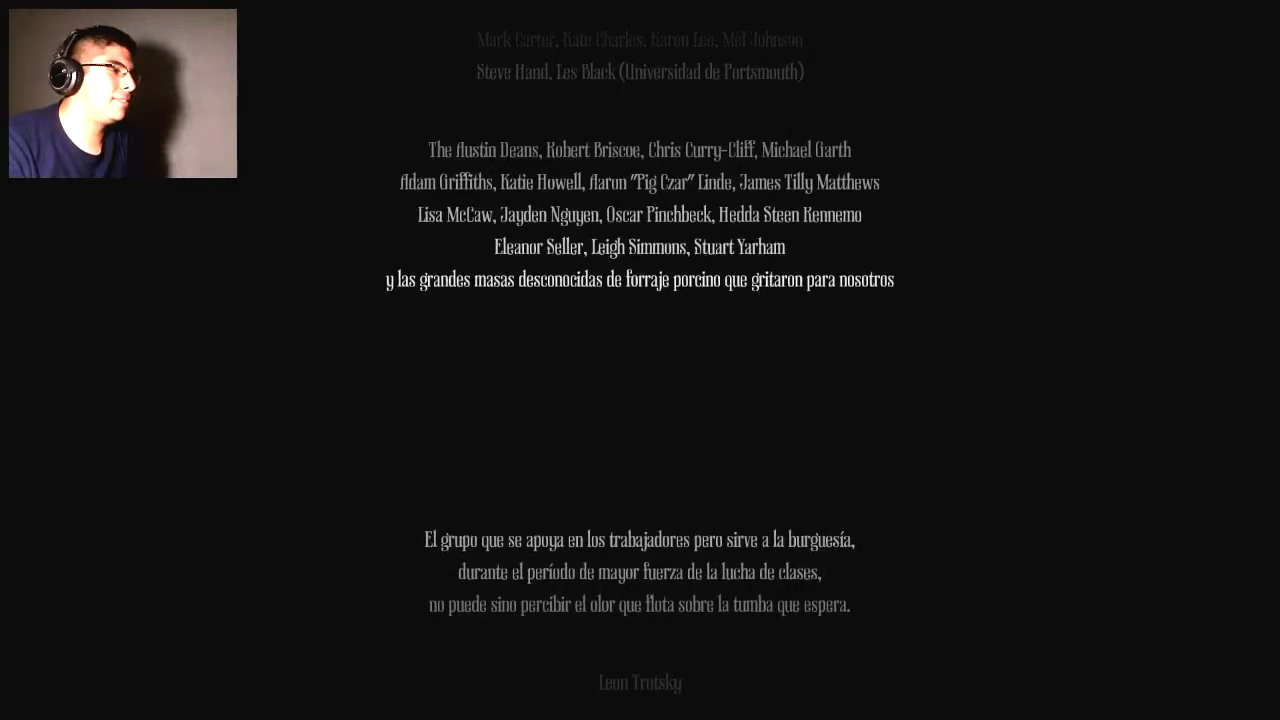 Mark Carter, Kate Charles, Karen Lee, Mel Johnson
Steve Hand, Les Black (Universidad de Portsmouth)
The Austin Deans, Robert Briscoe, Chris Curry-Cliff, Michael Garth
Adam Griffiths, Katie Howell, Aaron "Pig Czar" Linde, James Tilly Matthews
Lisa McCaw, Jayden Nguyen, Oscar Pinchbeck, Hedda Steen Rennemo
Eleanor Seller, Leigh Simmons, Stuart Yarham
y las grandes masas desconocidas de forraje porcino que gritaron para nosotros
El grupo que se apoya en los trabajadores pero sirve a la burguesía,
durante el período de mayor fuerza de la lucha de clases,
no puede sino percibir el olor que flota sobre la tumba que espera.
Leon Trotsky